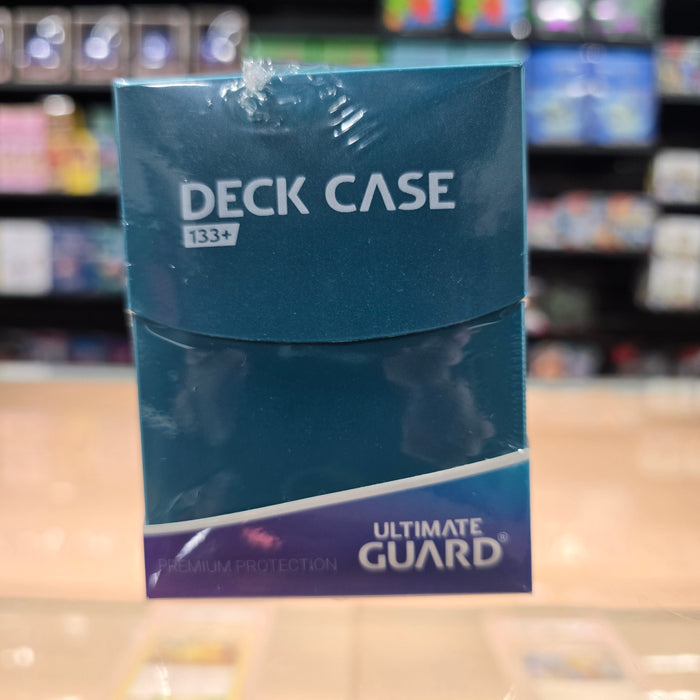 DECK CASE
133+
ULTIMATE
GUARD®
PREMIUM PROTECTION